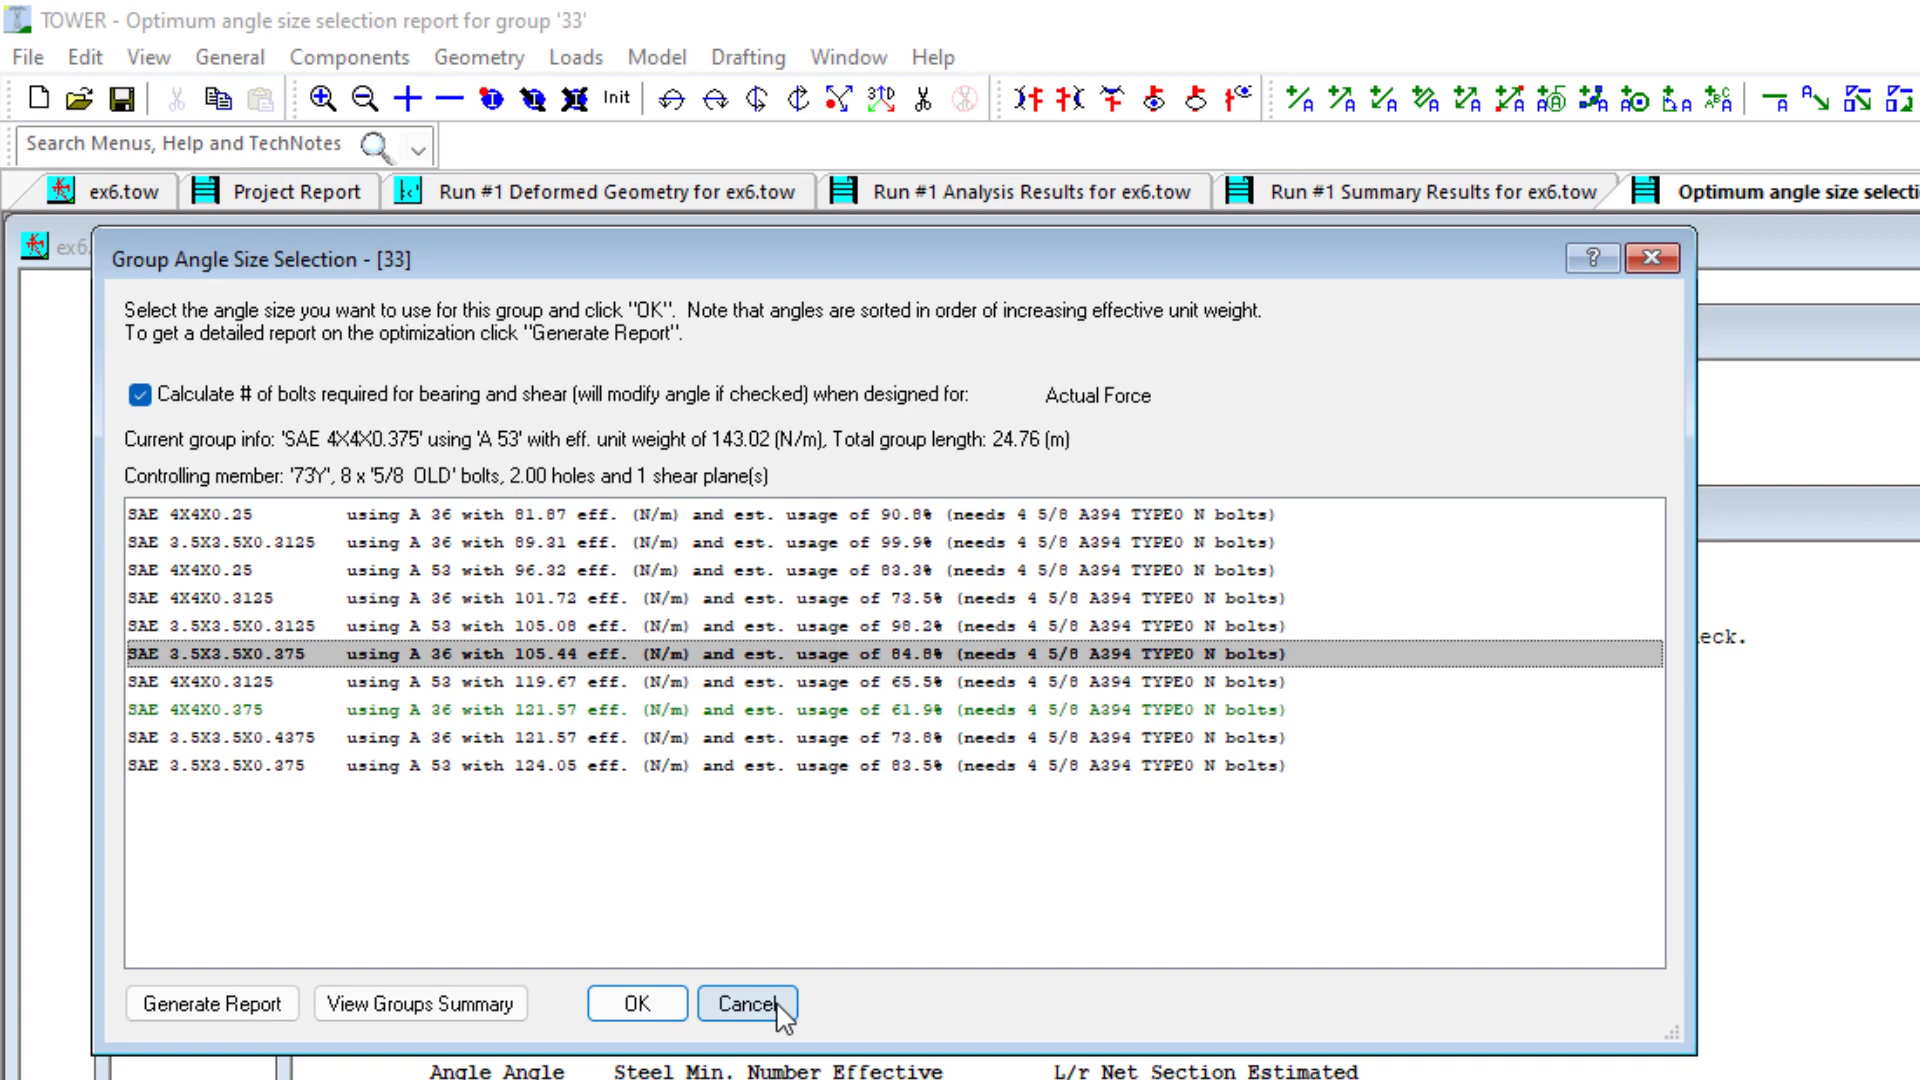 TOWER - Optimum angle size selection report for group '33'
File Edit View General Components Geometry Loads Model Drafting Window Help
Init
Search Menus, Help and TechNotes
ex6.tow Project Report Run #1 Deformed Geometry for ex6.tow Run #1 Analysis Results for ex6.tow Run #1 Summary Results for ex6.tow Optimum angle size selecti
ex6.
Group Angle Size Selection - [33]
Select the angle size you want to use for this group and click "OK". Note that angles are sorted in order of increasing effective unit weight.
To get a detailed report on the optimization click "Generate Report".
Calculate # of bolts required for bearing and shear (will modify angle if checked) when designed for: Actual Force
Current group info: 'SAE 4X4X0.375' using 'A 53' with eff. unit weight of 143.02 (N/m), Total group length: 24.76 (m)
Controlling member: '73Y', 8 x '5/8 OLD' bolts, 2.00 holes and 1 shear plane(s)
SAE 4X4X0.25 using A 36 with 81.87 eff. (N/m) and est. usage of 90.8% (needs 4 5/8 A394 TYPE0 N bolts)
SAE 3.5X3.5X0.3125 using A 36 with 89.31 eff. (N/m) and est. usage of 99.9% (needs 4 5/8 A394 TYPE0 N bolts)
SAE 4X4X0.25 using A 53 with 96.32 eff. (N/m) and est. usage of 83.3% (needs 4 5/8 A394 TYPE0 N bolts)
SAE 4X4X0.3125 using A 36 with 101.72 eff. (N/m) and est. usage of 73.5% (needs 4 5/8 A394 TYPE0 N bolts)
SAE 3.5X3.5X0.3125 using A 53 with 105.08 eff. (N/m) and est. usage of 98.2% (needs 4 5/8 A394 TYPE0 N bolts)
SAE 3.5X3.5X0.375 using A 36 with 105.44 eff. (N/m) and est. usage of 84.8% (needs 4 5/8 A394 TYPE0 N bolts)
eck.
SAE 4X4X0.3125 using A 53 with 119.67 eff. (N/m) and est. usage of 65.5% (needs 4 5/8 A394 TYPE0 N bolts)
SAE 4X4X0.375 using A 36 with 121.57 eff. (N/m) and est. usage of 61.9% (needs 4 5/8 A394 TYPE0 N bolts)
SAE 3.5X3.5X0.4375 using A 36 with 121.57 eff. (N/m) and est. usage of 73.8% (needs 4 5/8 A394 TYPE0 N bolts)
SAE 3.5X3.5X0.375 using A 53 with 124.05 eff. (N/m) and est. usage of 83.5% (needs 4 5/8 A394 TYPE0 N bolts)
Generate Report View Groups Summary OK Cancel
Angle Angle Steel Min. Number Effective L/r Net Section Estimated